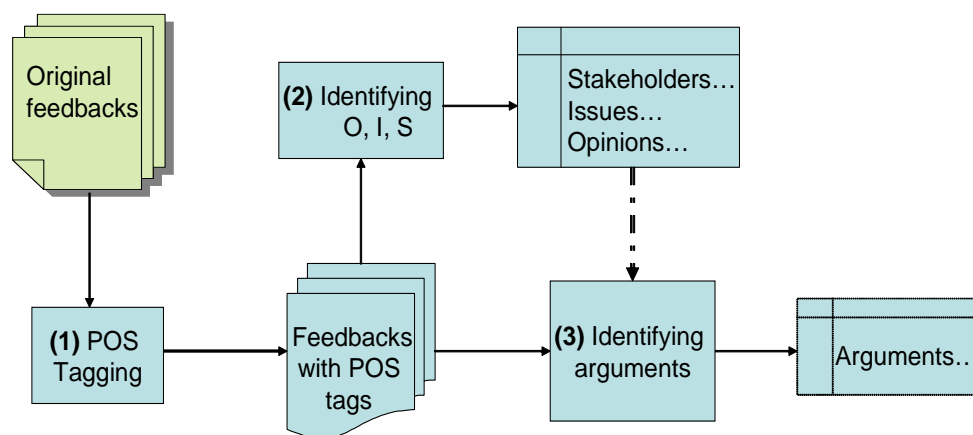 Original
feedbacks
(2) Identifying
O, I, S
Stakeholders…
Issues…
Opinions…
(1) POS
Tagging
Feedbacks
with POS
tags
(3) Identifying
arguments
Arguments..